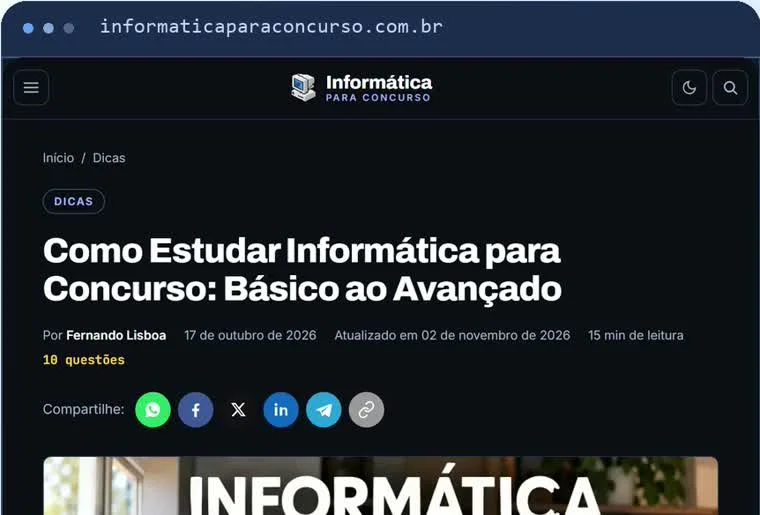 informaticaparaconcurso.com.br
Informática
PARA CONCURSO
Início / Dicas
DICAS
Como Estudar Informática para
Concurso: Básico ao Avançado
Por Fernando Lisboa 17 de outubro de 2026 Atualizado em 02 de novembro de 2026 15 min de leitura
10 questões
Compartilhe:
INFORMÁTICA